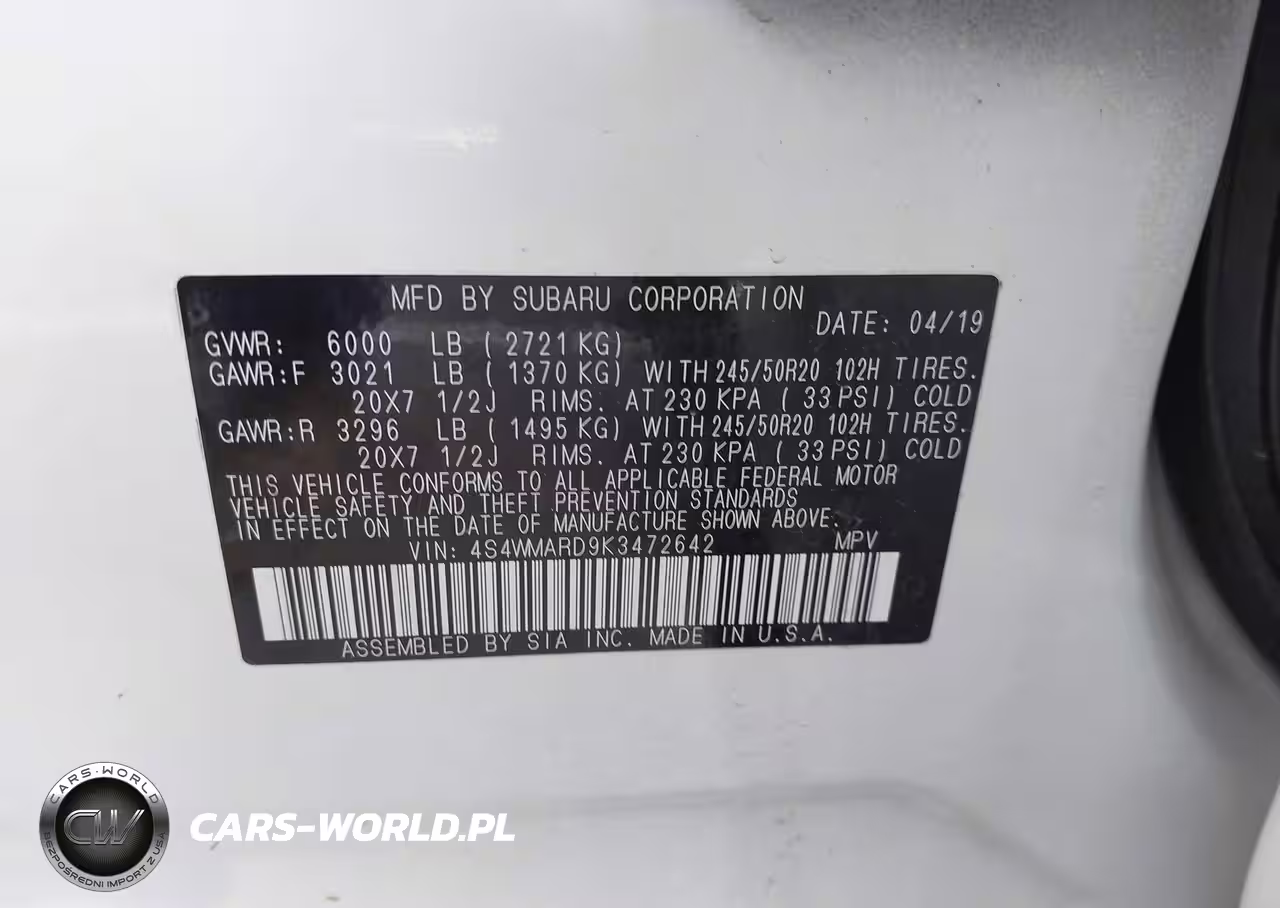 MFD BY SUBARU CORPORATION
DATE: 04/19
GVWR: 6000 LB ( 2721 KG)
GAWR:F 3021 LB ( 1370 KG) WITH 245/50R20 102H TIRES.
20X7 1/2J RIMS. AT 230 KPA ( 33 PSI) COLD
GAWR:R 3296 LB ( 1495 KG) WITH 245/50R20 102H TIRES.
20X7 1/2J RIMS. AT 230 KPA ( 33 PSI) COLD
THIS VEHICLE CONFORMS TO ALL APPLICABLE FEDERAL MOTOR
VEHICLE SAFETY AND THEFT PREVENTION STANDARDS
IN EFFECT ON THE DATE OF MANUFACTURE SHOWN ABOVE.
VIN: 4S4WMARD9K3472642 MPV
ASSEMBLED BY SIA INC. MADE IN U.S.A.
CARS-WORLD
CW
BEZPOŚREDNI IMPORT Z USA
CARS-WORLD.PL